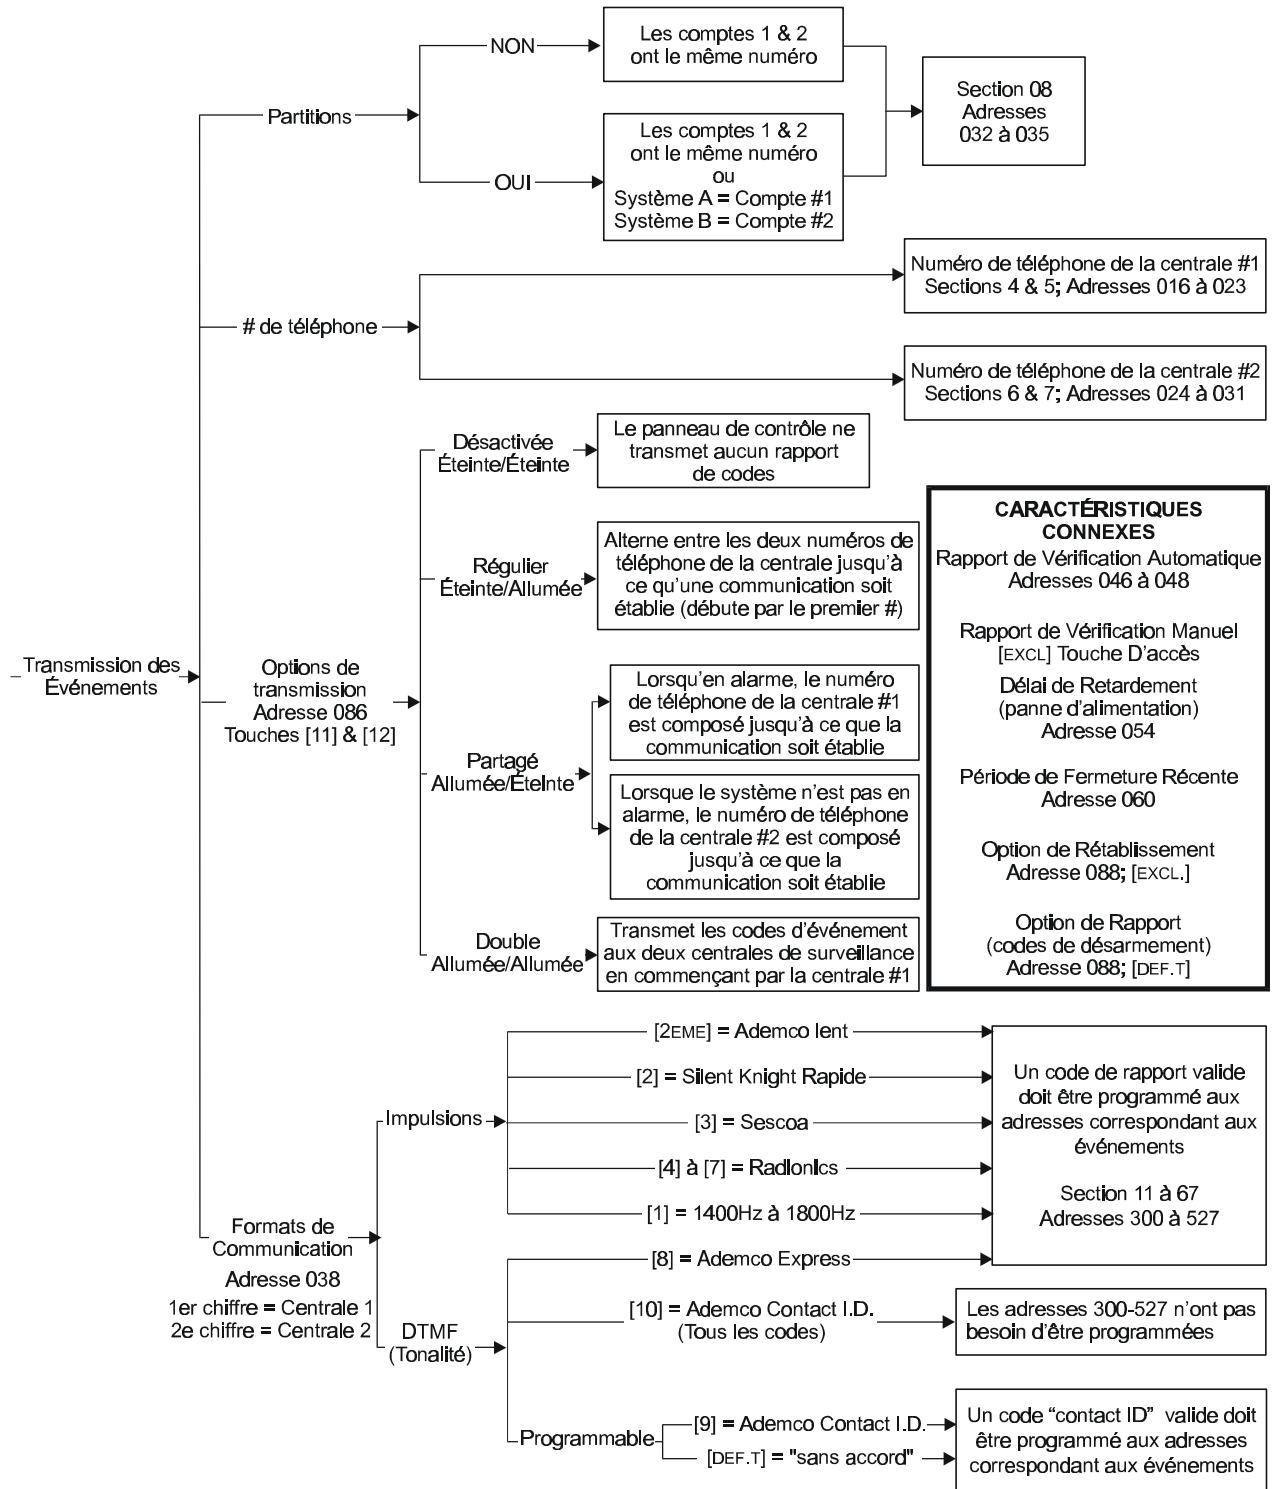 NON
Les comptes 1 & 2
ont le même numéro
Partitions
OUI
Les comptes 1 & 2
ont le même numéro
ou
Système A = Compte #1
Système B = Compte #2
Section 08
Adresses
032 à 035
# de téléphone
Numéro de téléphone de la centrale #1
Sections 4 & 5; Adresses 016 à 023
Numéro de téléphone de la centrale #2
Sections 6 & 7; Adresses 024 à 031
Transmission des
Événements
Options de
transmission
Adresse 086
Touches [11] & [12]
Désactivée
Éteinte/Éteinte
Le panneau de contrôle ne
transmet aucun rapport
de codes
Régulier
Éteinte/Allumée
Alterne entre les deux numéros de
téléphone de la centrale jusqu'à
ce qu'une communication soit
établie (débute par le premier #)
Partagé
Allumée/Éteinte
Lorsqu'en alarme, le numéro
de téléphone de la centrale #1
est composé jusqu'à ce que la
communication soit établie
Lorsque le système n'est pas en
alarme, le numéro de téléphone
de la centrale #2 est composé
jusqu'à ce que la
communication soit établie
Double
Allumée/Allumée
Transmet les codes d'événement
aux deux centrales de surveillance
en commençant par la centrale #1
CARACTÉRISTIQUES
CONNEXES
Rapport de Vérification Automatique
Adresses 046 à 048
Rapport de Vérification Manuel
[EXCL] Touche D'accès
Délai de Retardement
(panne d'alimentation)
Adresse 054
Période de Fermeture Récente
Adresse 060
Option de Rétablissement
Adresse 088; [EXCL.]
Option de Rapport
(codes de désarmement)
Adresse 088; [DEF.T]
Formats de
Communication
Adresse 038
1er chiffre = Centrale 1
2e chiffre = Centrale 2
Impulsions
[2EME] = Ademco lent
[2] = Silent Knight Rapide
[3] = Sescoa
[4] à [7] = Radionics
[1] = 1400Hz à 1800Hz
DTMF
(Tonalité)
[8] = Ademco Express
Un code de rapport valide
doit être programmé aux
adresses correspondant aux
événements
Section 11 à 67
Adresses 300 à 527
[10] = Ademco Contact I.D.
(Tous les codes)
Les adresses 300-527 n'ont pas
besoin d'être programmées
Programmable
[9] = Ademco Contact I.D.
[DEF.T] = "sans accord"
Un code “contact ID” valide doit
être programmé aux adresses
correspondant aux événements